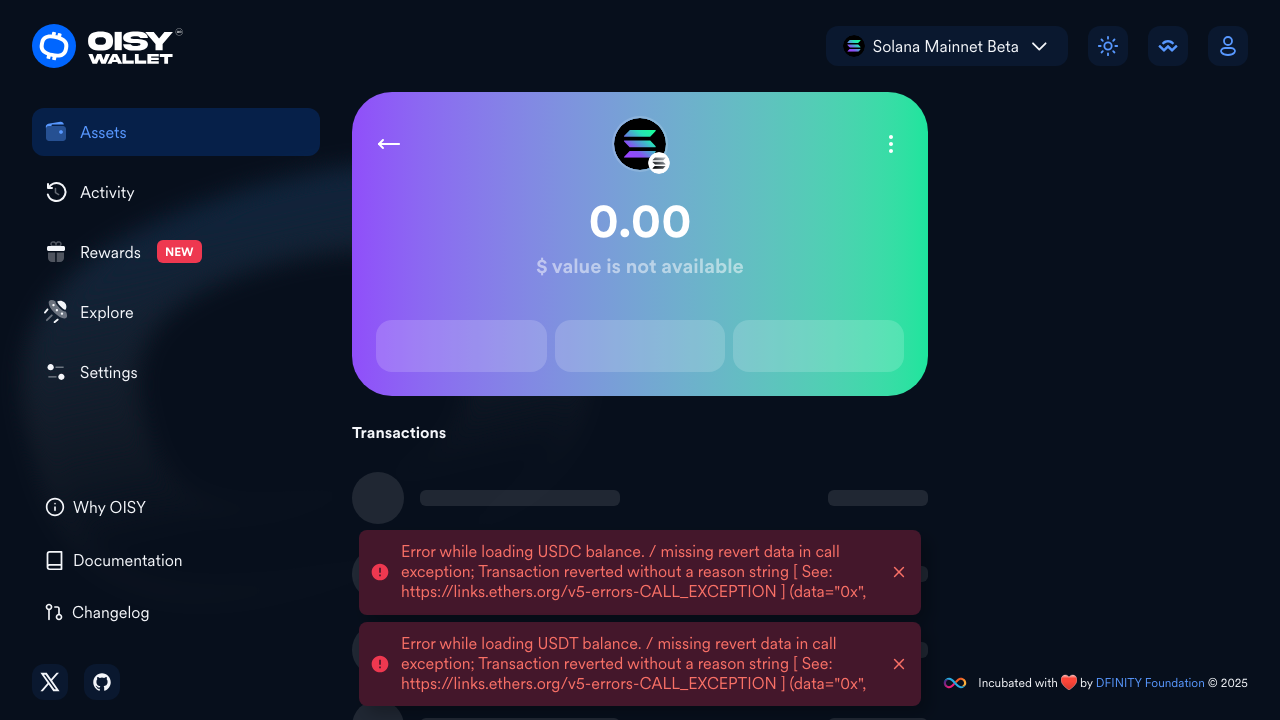 OISY
WALLET
Solana Mainnet Beta
Assets
Activity
Rewards NEW
Explore
Settings
Why OISY
Documentation
Changelog
0.00
$ value is not available
Transactions
Error while loading USDC balance. / missing revert data in call
exception; Transaction reverted without a reason string [ See:
https://links.ethers.org/v5-errors-CALL_EXCEPTION ] (data="0x",
Error while loading USDT balance. / missing revert data in call
exception; Transaction reverted without a reason string [ See:
https://links.ethers.org/v5-errors-CALL_EXCEPTION ] (data="0x",
Incubated with ❤️ by DFINITY Foundation © 2025